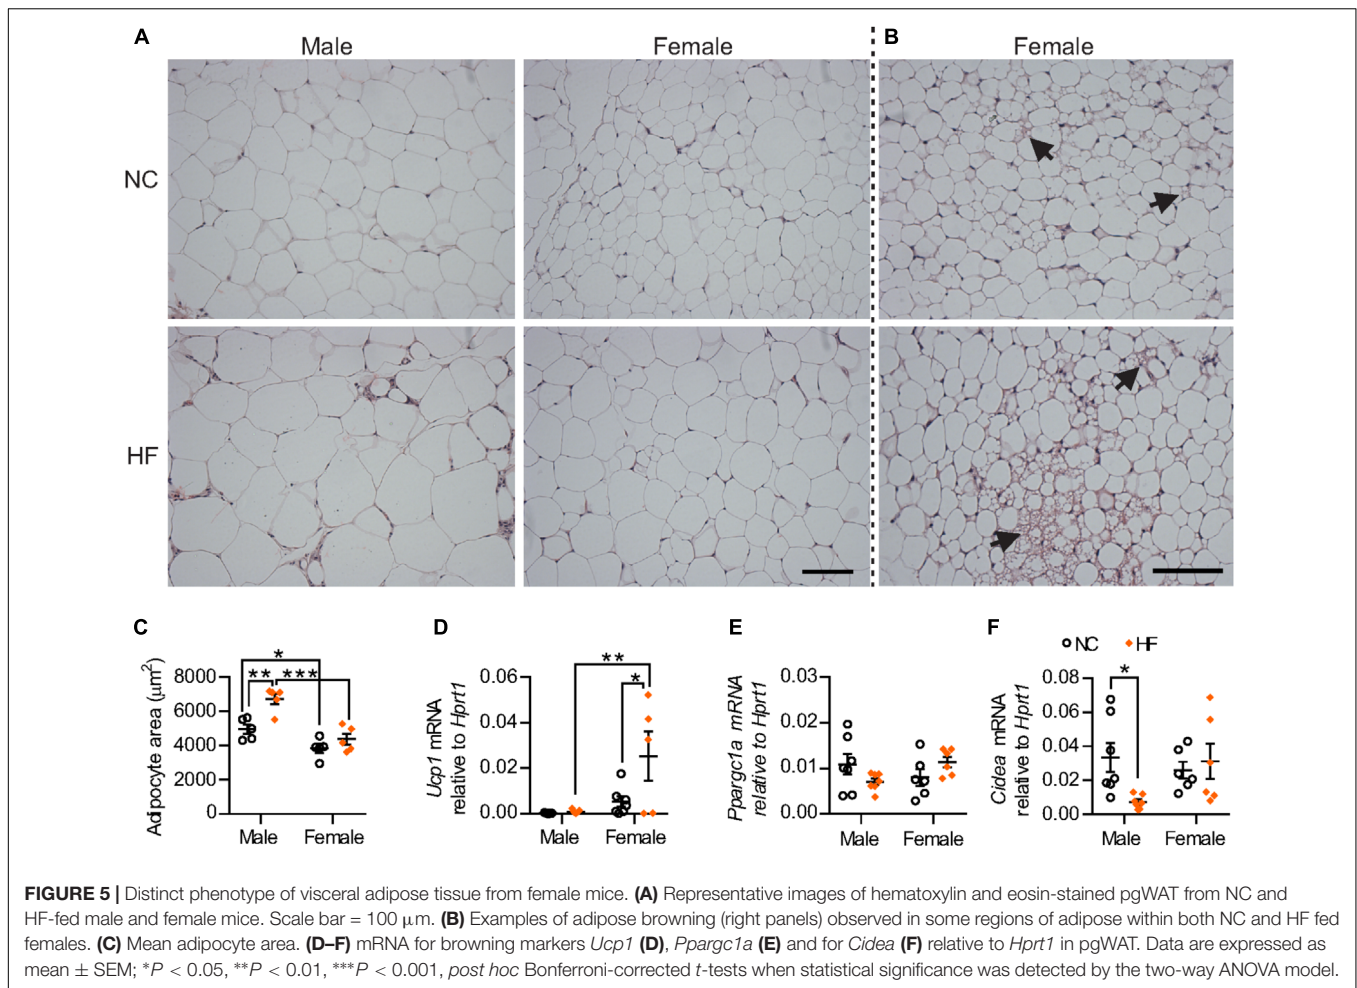 A
Male
Female
B
Female
NC
HF
C
Adipocyte area (μm²)
8000
6000
4000
2000
0
* ** ***
Male Female
D
Ucp1 mRNA
relative to Hprt1
0.06
0.04
0.02
0.00
** *
Male Female
E
Ppargc1a mRNA
relative to Hprt1
0.03
0.02
0.01
0.00
Male Female
F
NC HF
Cidea mRNA
relative to Hprt1
0.08
0.06
0.04
0.02
0.00
*
Male Female
FIGURE 5 | Distinct phenotype of visceral adipose tissue from female mice. (A) Representative images of hematoxylin and eosin-stained pgWAT from NC and
HF-fed male and female mice. Scale bar = 100 μm. (B) Examples of adipose browning (right panels) observed in some regions of adipose within both NC and HF fed
females. (C) Mean adipocyte area. (D–F) mRNA for browning markers Ucp1 (D), Ppargc1a (E) and for Cidea (F) relative to Hprt1 in pgWAT. Data are expressed as
mean ± SEM; *P < 0.05, **P < 0.01, ***P < 0.001, post hoc Bonferroni-corrected t-tests when statistical significance was detected by the two-way ANOVA model.